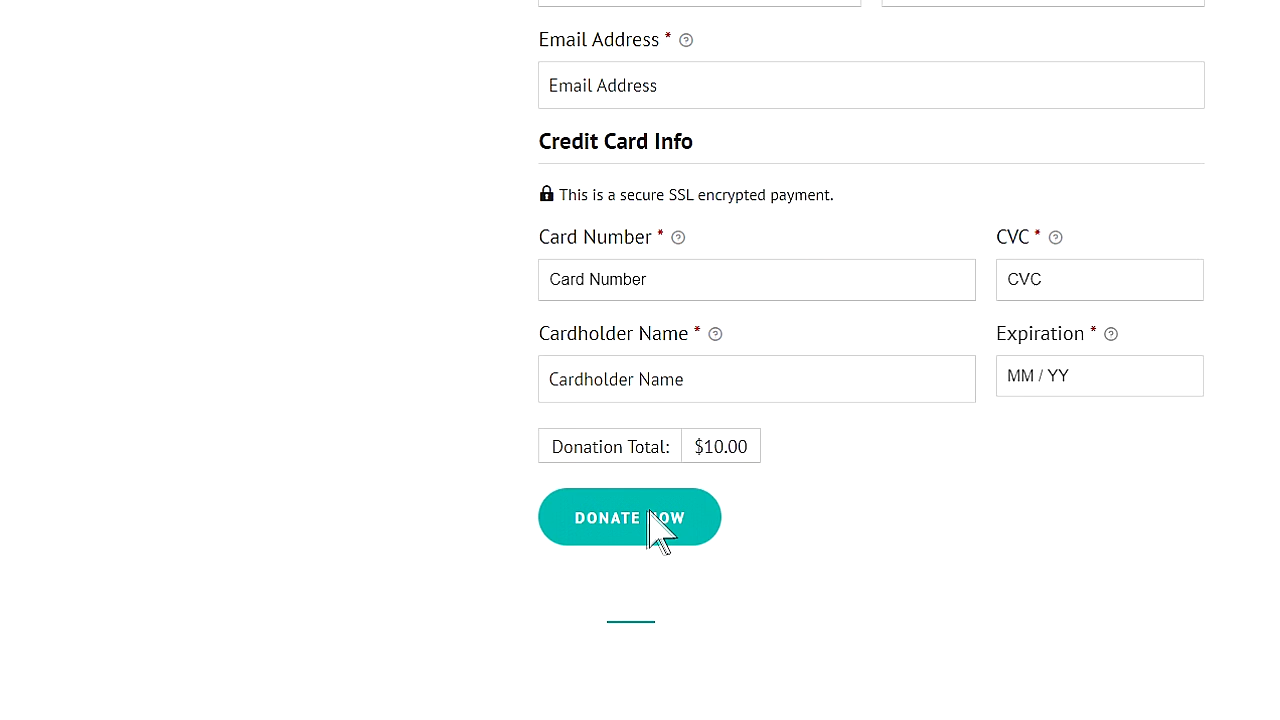 Email Address *
Email Address
Credit Card Info
This is a secure SSL encrypted payment.
Card Number * CVC *
Card Number CVC
Cardholder Name * Expiration *
Cardholder Name MM / YY
Donation Total: $10.00
DONATE NOW